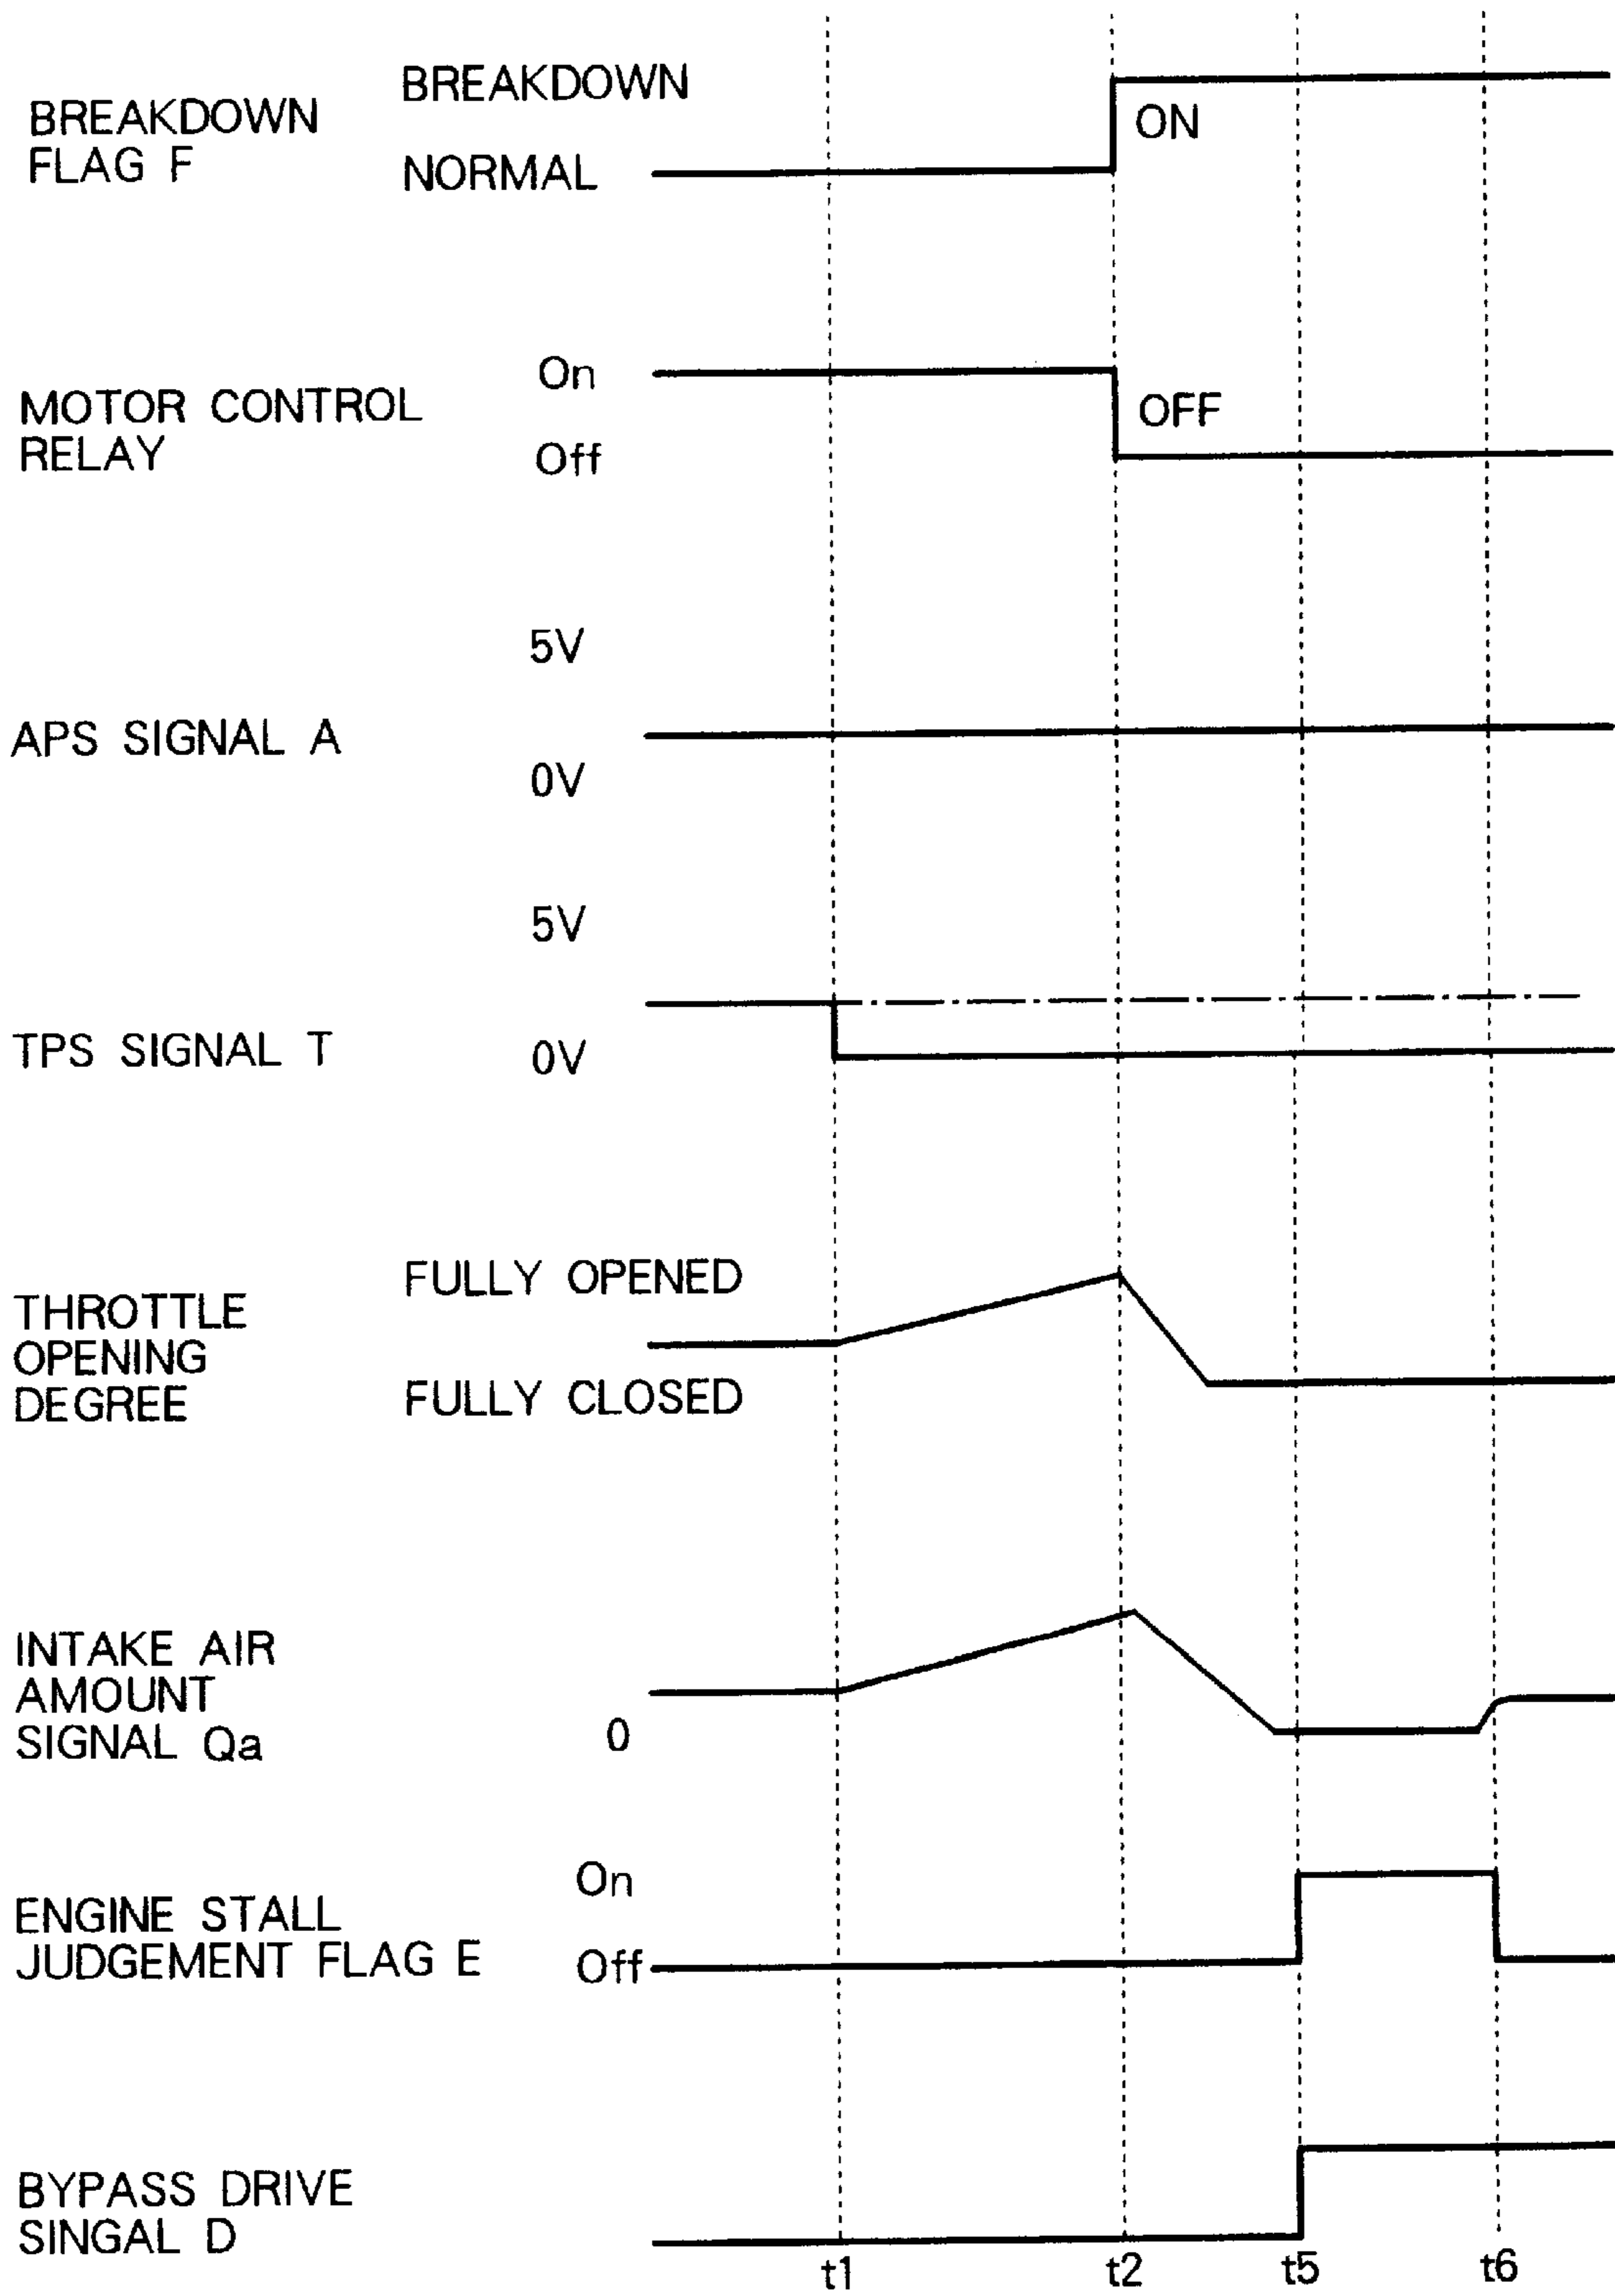 BREAKDOWN
FLAG F
BREAKDOWN
NORMAL
ON
MOTOR CONTROL
RELAY
On
Off
OFF
APS SIGNAL A
5V
0V
TPS SIGNAL T
5V
0V
THROTTLE
OPENING
DEGREE
FULLY OPENED
FULLY CLOSED
INTAKE AIR
AMOUNT
SIGNAL Qa
0
ENGINE STALL
JUDGEMENT FLAG E
On
Off
BYPASS DRIVE
SINGAL D
t1
t2
t5
t6